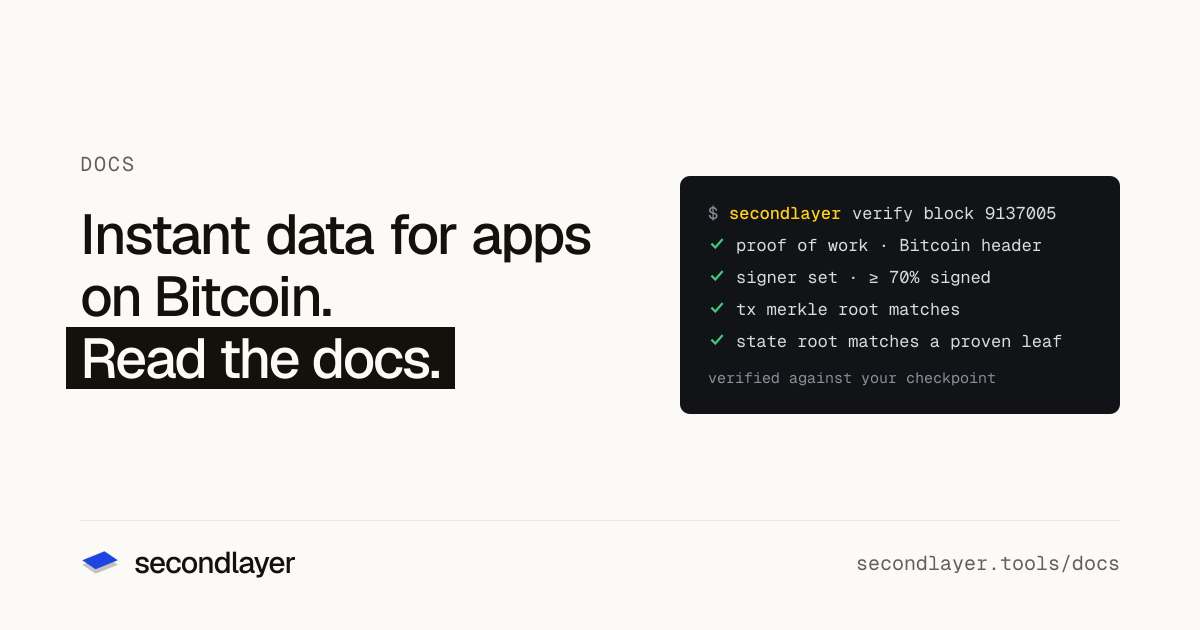 DOCS
Instant data for apps
on Bitcoin.
Read the docs.
$ secondlayer verify block 9137005
✓ proof of work · Bitcoin header
✓ signer set · ≥ 70% signed
✓ tx merkle root matches
✓ state root matches a proven leaf
verified against your checkpoint
secondlayer
secondlayer.tools/docs